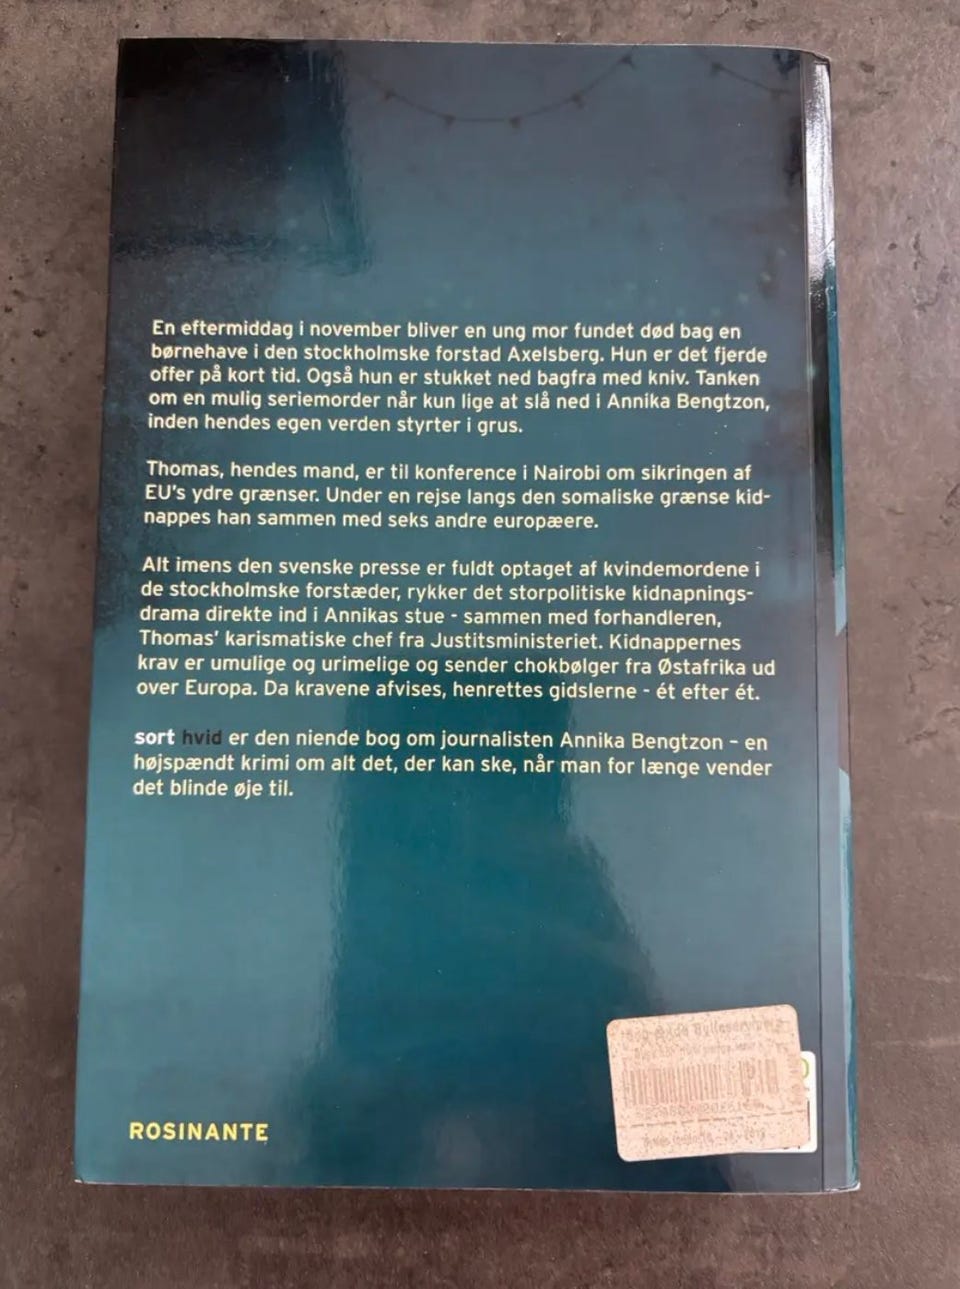 En eftermiddag i november bliver en ung mor fundet død bag en
børnehave i den stockholmske forstad Axelsberg. Hun er det fjerde
offer på kort tid. Også hun er stukket ned bagfra med kniv. Tanken
om en mulig seriemorder når kun lige at slå ned i Annika Bengtzon,
inden hendes egen verden styrter i grus.
Thomas, hendes mand, er til konference i Nairobi om sikringen af
EU's ydre grænser. Under en rejse langs den somaliske grænse kid-
nappes han sammen med seks andre europæere.
Alt imens den svenske presse er fuldt optaget af kvindemordene i
de stockholmske forstæder, rykker det storpolitiske kidnapnings-
drama direkte ind i Annikas stue - sammen med forhandleren,
Thomas' karismatiske chef fra Justitsministeriet. Kidnappernes
krav er umulige og urimelige og sender chokbølger fra Østafrika ud
over Europa. Da kravene afvises, henrettes gidslerne - ét efter ét.
sort hvid er den niende bog om journalisten Annika Bengtzon – en
højspændt krimi om alt det, der kan ske, når man for længe vender
det blinde øje til.
ROSINANTE